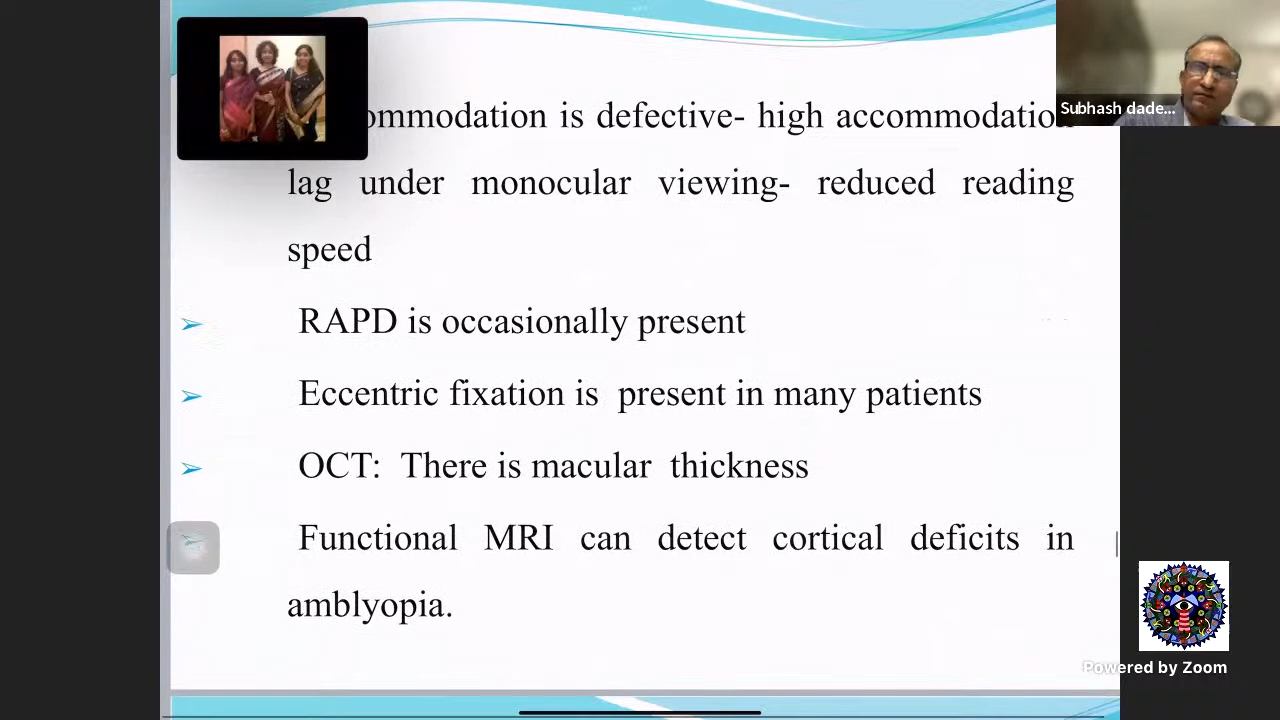 ommodation is defective- high accommodation
lag under monocular viewing- reduced reading
speed
RAPD is occasionally present
Eccentric fixation is present in many patients
OCT: There is macular thickness
Functional MRI can detect cortical deficits in
amblyopia.
Subhash dade...
Powered by Zoom